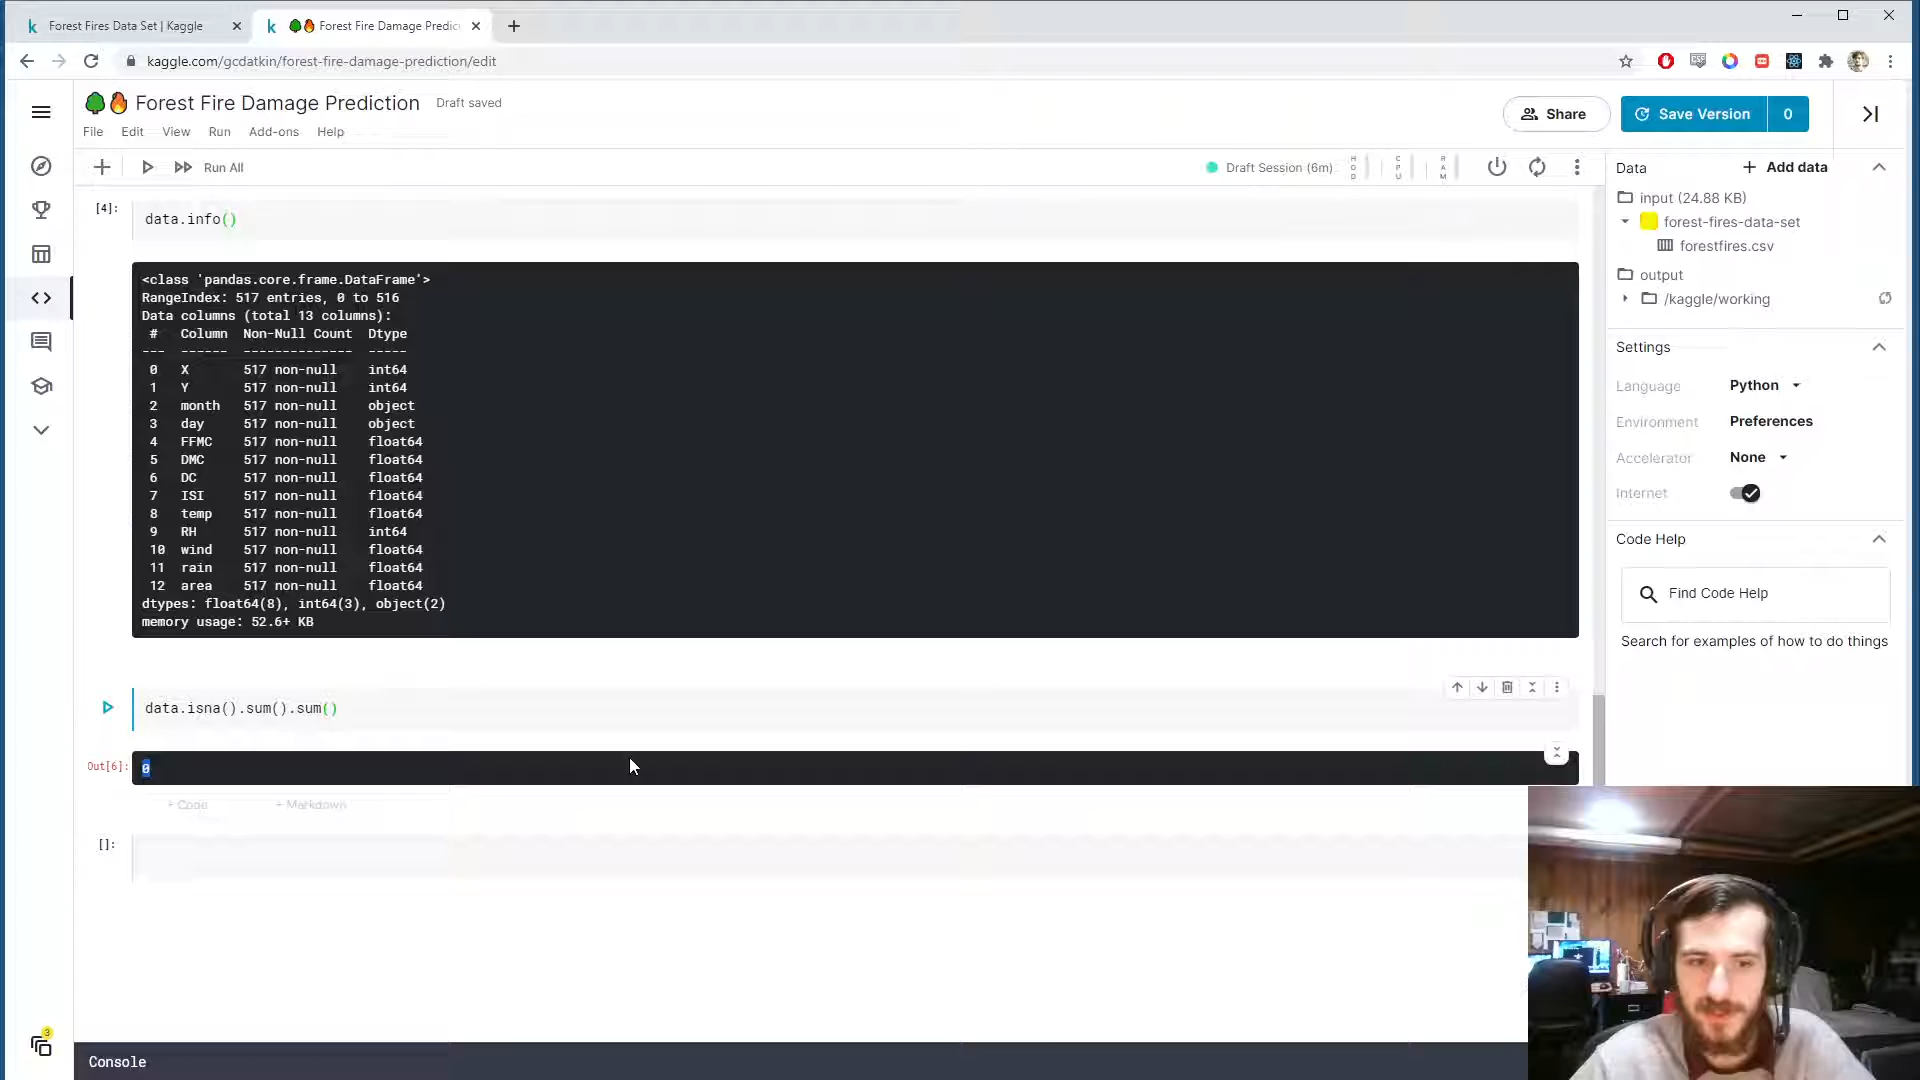 Forest Fires Data Set | Kaggle
Forest Fire Damage Predic
kaggle.com/gcdatkin/forest-fire-damage-prediction/edit
Forest Fire Damage Prediction
Draft saved
File Edit View Run Add-ons Help
Share
Save Version
0
Run All
Draft Session (6m)
HDD
CPU
RAM
[4]:
data.info()
<class 'pandas.core.frame.DataFrame'>
RangeIndex: 517 entries, 0 to 516
Data columns (total 13 columns):
# Column Non-Null Count Dtype
--- ------ -------------- -----
0 X 517 non-null int64
1 Y 517 non-null int64
2 month 517 non-null object
3 day 517 non-null object
4 FFMC 517 non-null float64
5 DMC 517 non-null float64
6 DC 517 non-null float64
7 ISI 517 non-null float64
8 temp 517 non-null float64
9 RH 517 non-null int64
10 wind 517 non-null float64
11 rain 517 non-null float64
12 area 517 non-null float64
dtypes: float64(8), int64(3), object(2)
memory usage: 52.6+ KB
data.isna().sum().sum()
Out[6]:
0
+ Code + Markdown
[]:
Console
3
Data
+ Add data
input (24.88 KB)
forest-fires-data-set
forestfires.csv
output
/kaggle/working
Settings
Language Python
Environment Preferences
Accelerator None
Internet
Code Help
Find Code Help
Search for examples of how to do things